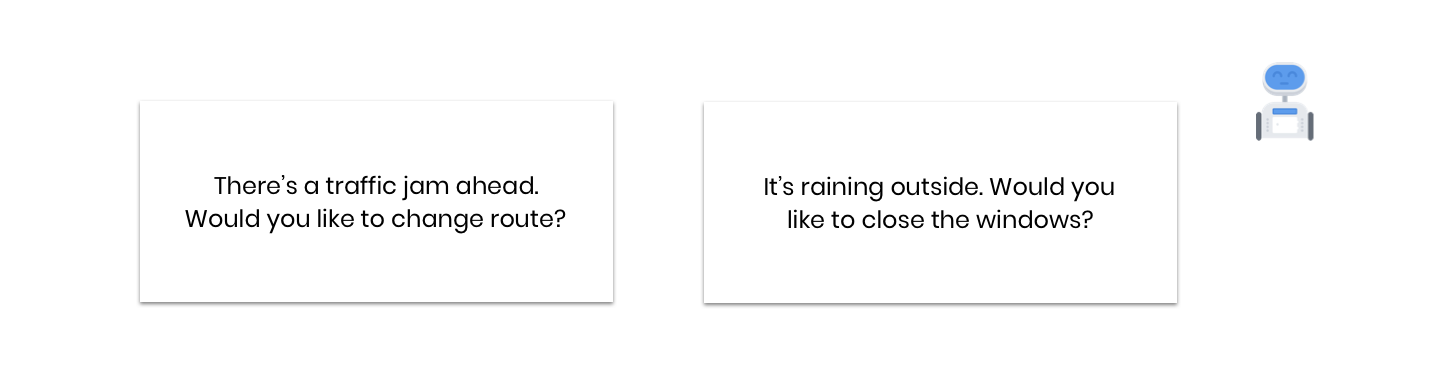 There’s a traffic jam ahead.
Would you like to change route?
It’s raining outside. Would you
like to close the windows?